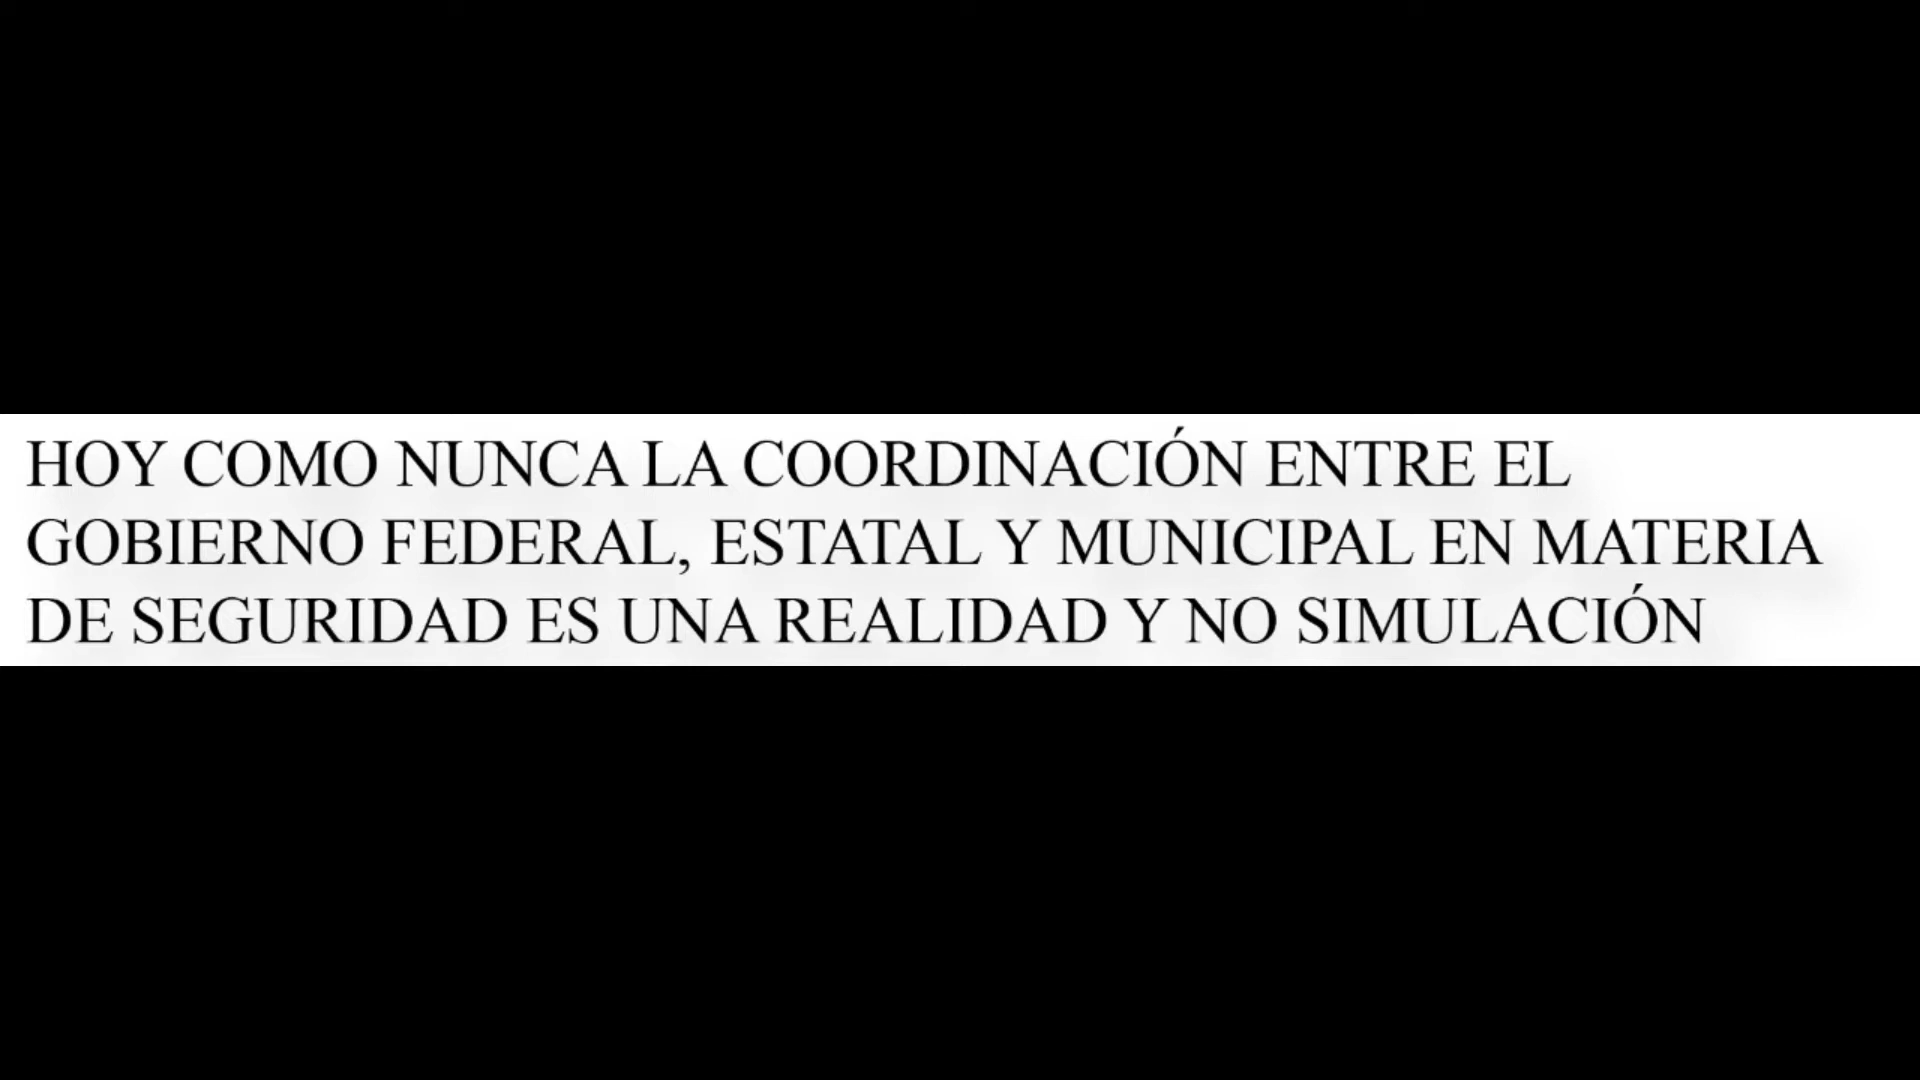 HOY COMO NUNCA LA COORDINACIÓN ENTRE EL
GOBIERNO FEDERAL, ESTATAL Y MUNICIPAL EN MATERIA
DE SEGURIDAD ES UNA REALIDAD Y NO SIMULACIÓN